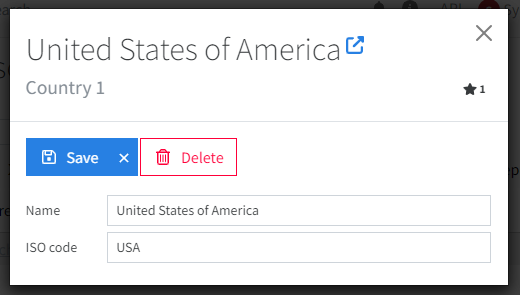 United States of America
Country 1
1
Save
Delete
Name
United States of America
ISO code
USA